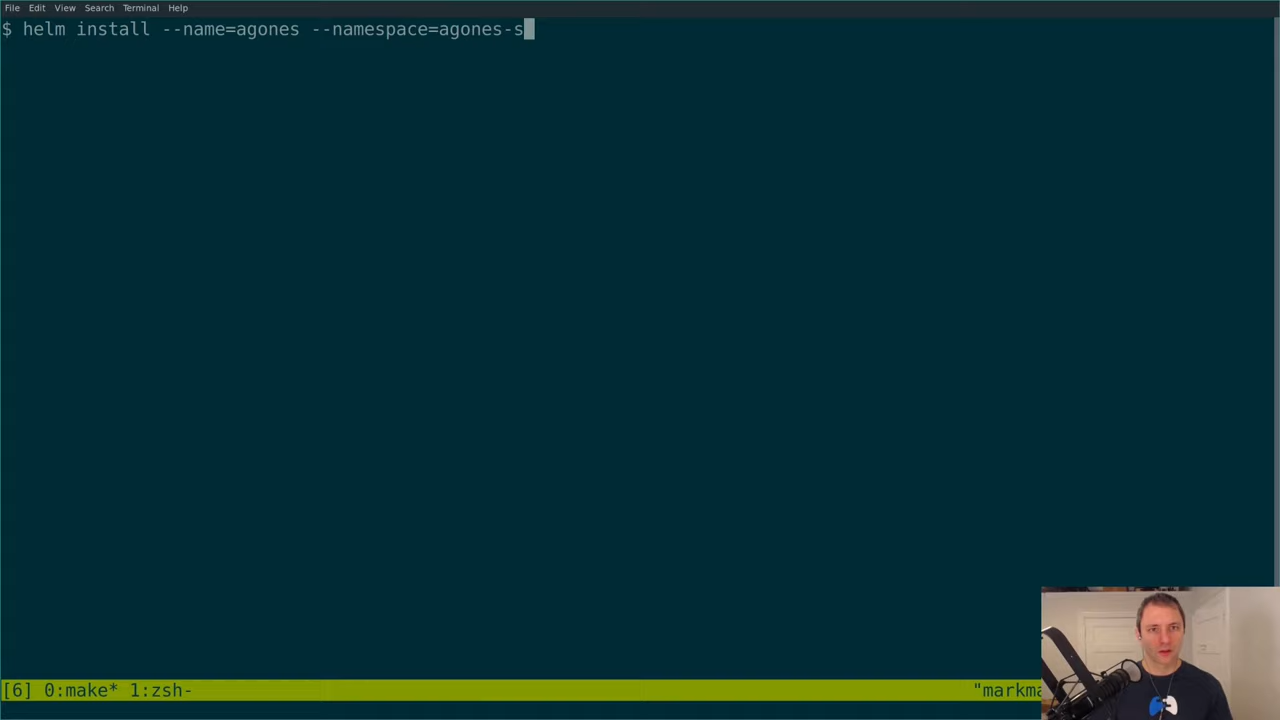 File Edit View Search Terminal Help
$ helm install --name=agones --namespace=agones-s
[6] 0:make* 1:zsh- "markma